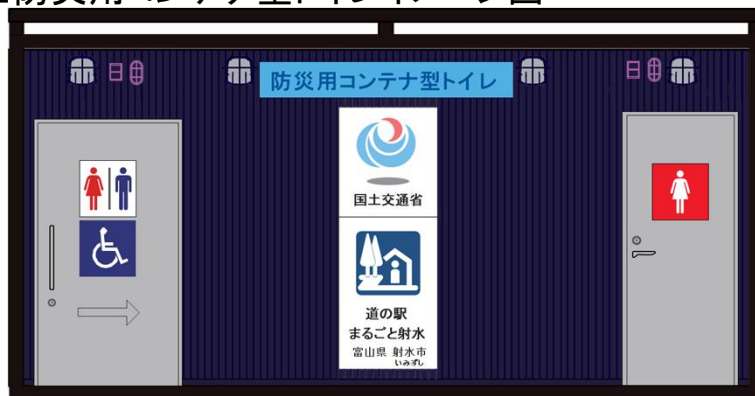 防災用コンテナ型トイレ
国土交通省
道の駅
まるごと射水
富山県 射水市
いみずし